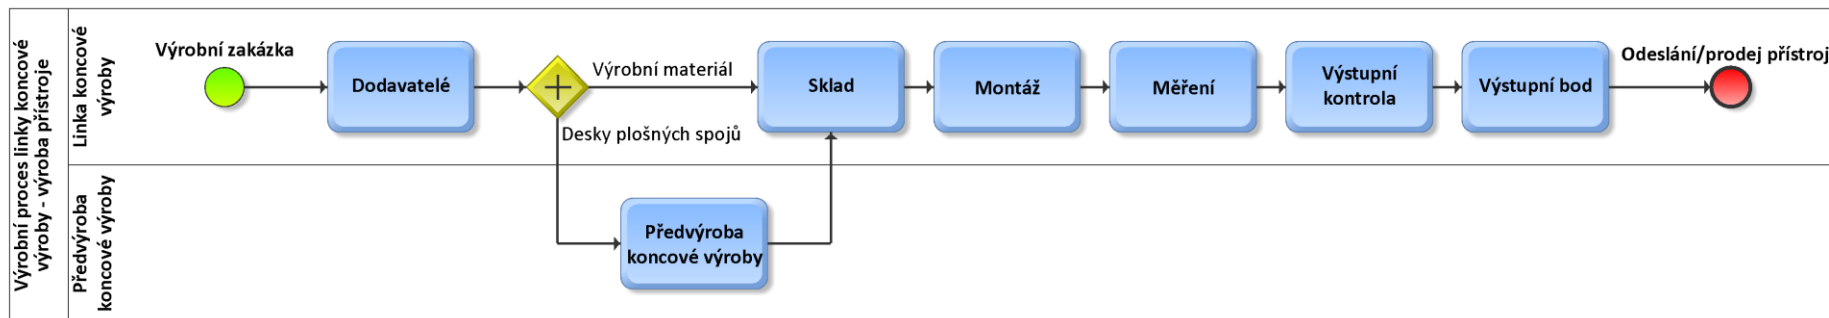 Výrobní proces linky koncové
výroby - výroba přístroje
Linka koncové
výroby
Výrobní zakázka
Dodavatelé
Výrobní materiál
Desky plošných spojů
Sklad
Montáž
Měření
Výstupní
kontrola
Výstupní bod
Odeslání/prodej přístroj
Předvýroba
koncové výroby
Předvýroba
koncové výroby